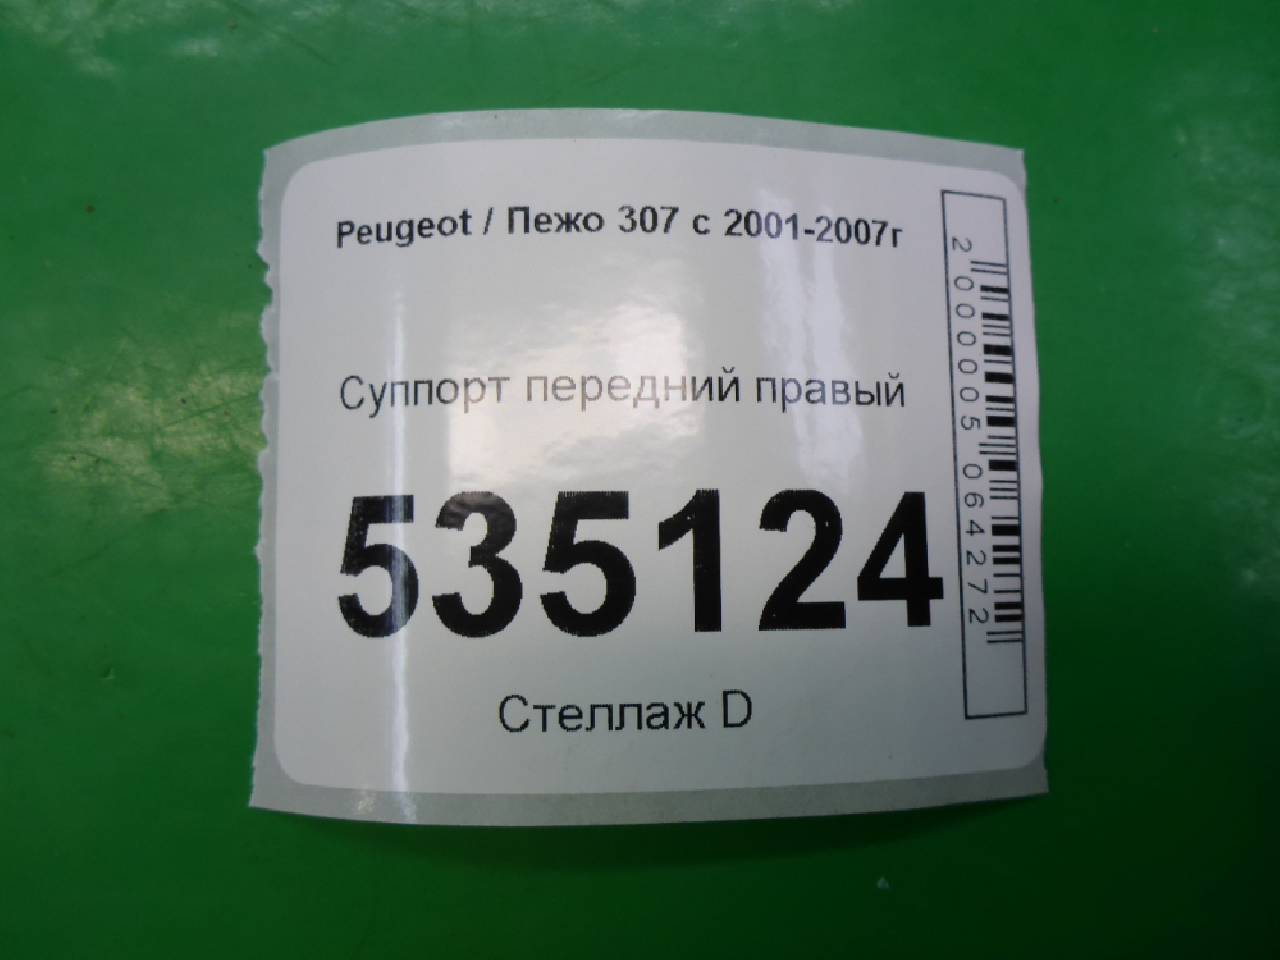 Peugeot / Пежо 307 с 2001-2007г
Суппорт передний правый
535124
Стеллаж D
2000005064272